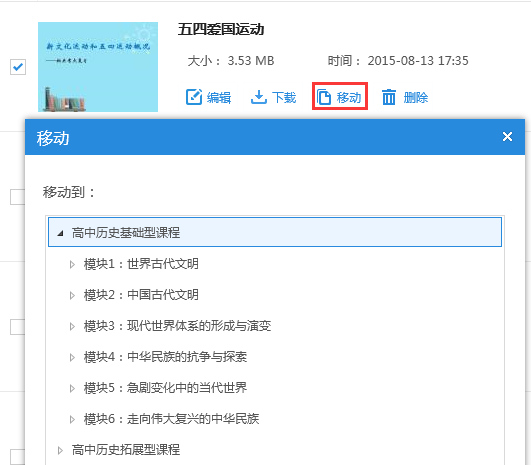 五四爱国运动
新文化运动和五四运动概况
大小： 3.53 MB 时间： 2015-08-13 17:35
编辑 下载 移动 删除
移动
移动到：
高中历史基础型课程
模块1：世界古代文明
模块2：中国古代文明
模块3：现代世界体系的形成与演变
模块4：中华民族的抗争与探索
模块5：急剧变化中的当代世界
模块6：走向伟大复兴的中华民族
高中历史拓展型课程